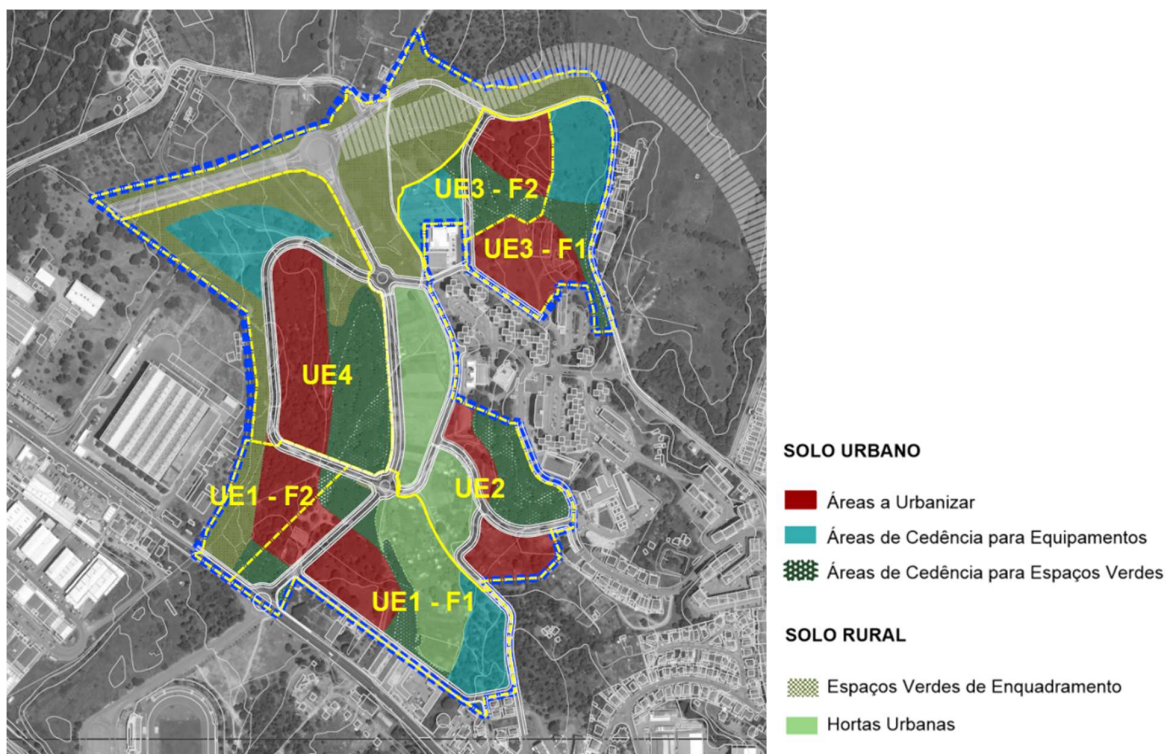 UE3 - F2
UE3 - F1
UE4
UE1 - F2
UE2
UE1 - F1
SOLO URBANO
Áreas a Urbanizar
Áreas de Cedência para Equipamentos
Áreas de Cedência para Espaços Verdes
SOLO RURAL
Espaços Verdes de Enquadramento
Hortas Urbanas